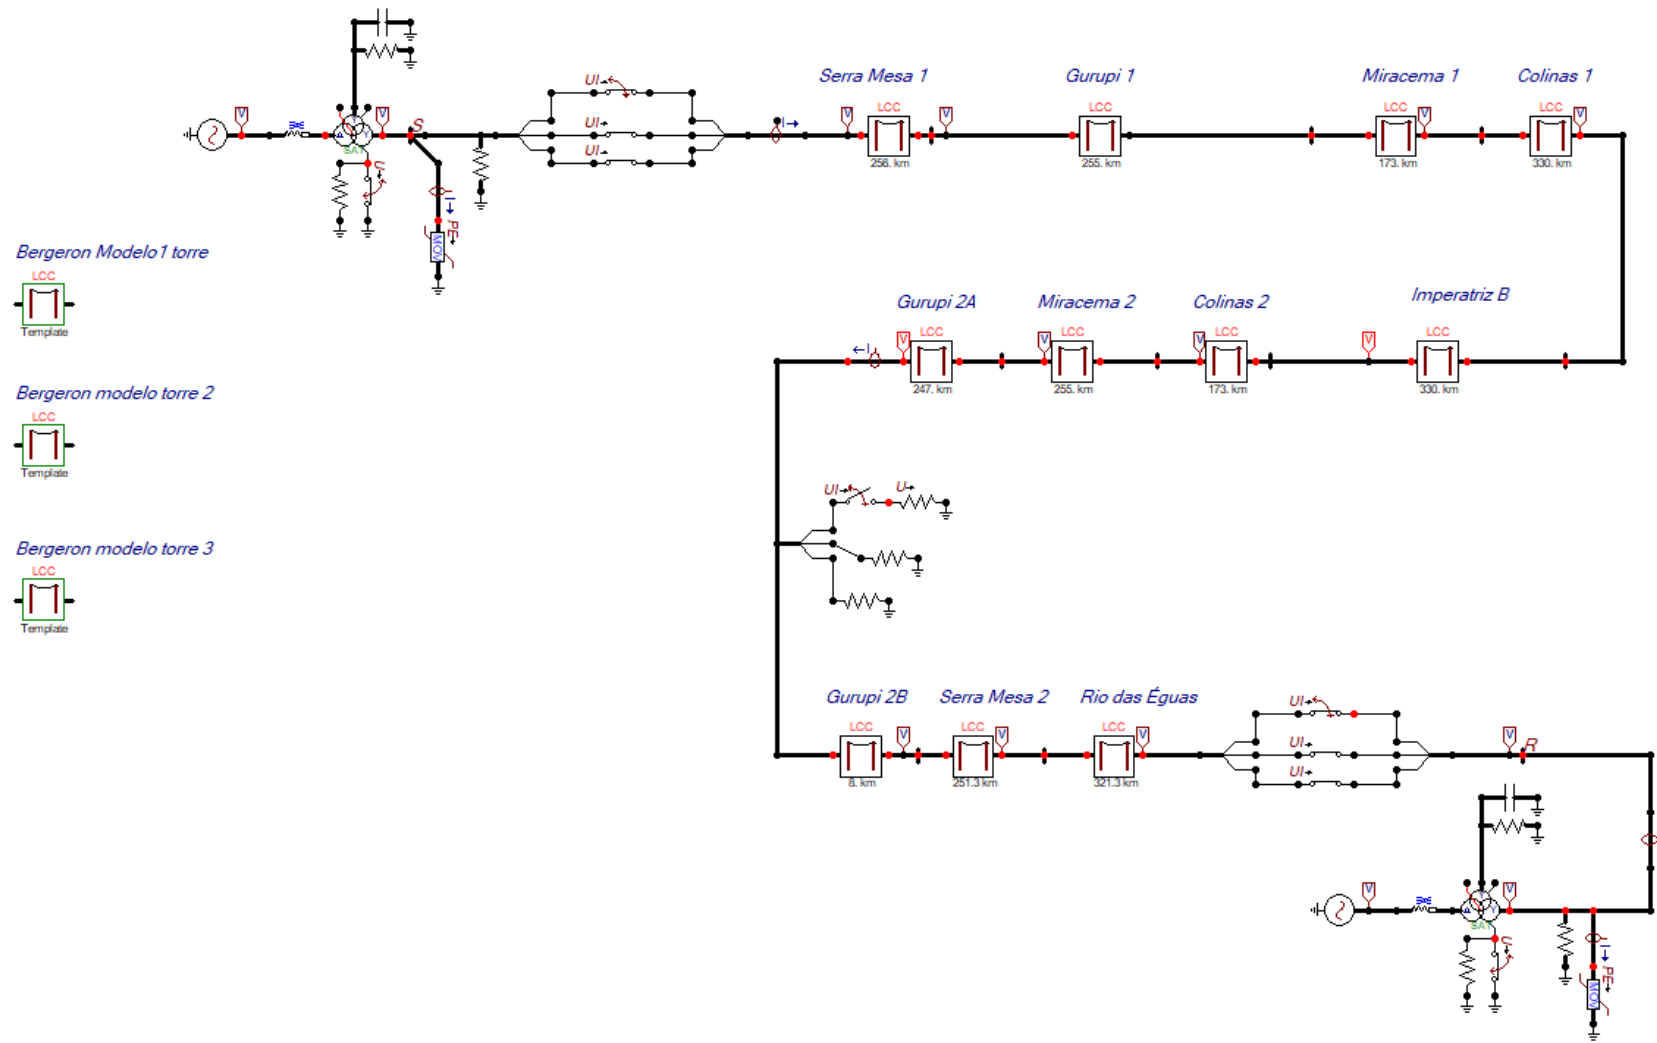 UI
Serra Mesa 1
Gurupi 1
Miracema 1
Colinas 1
V
V
S
UI
I
V
LCC
V
LCC
LCC
V
LCC
V
SAT
UI
256. km
255. km
173. km
330. km
U
I
PE
MOV
Bergeron Modelo1 torre
LCC
Template
Gurupi 2A
Miracema 2
Colinas 2
Imperatriz B
I
V
LCC
V
LCC
V
LCC
V
LCC
247. km
255. km
173. km
330. km
Bergeron modelo torre 2
LCC
Template
UI
U
Bergeron modelo torre 3
LCC
Template
Gurupi 2B
Serra Mesa 2
Rio das Éguas
UI
LCC
V
LCC
V
LCC
V
UI
V
R
8. km
251.3 km
321.3 km
UI
V
V
SAT
U
I
PE
MOV